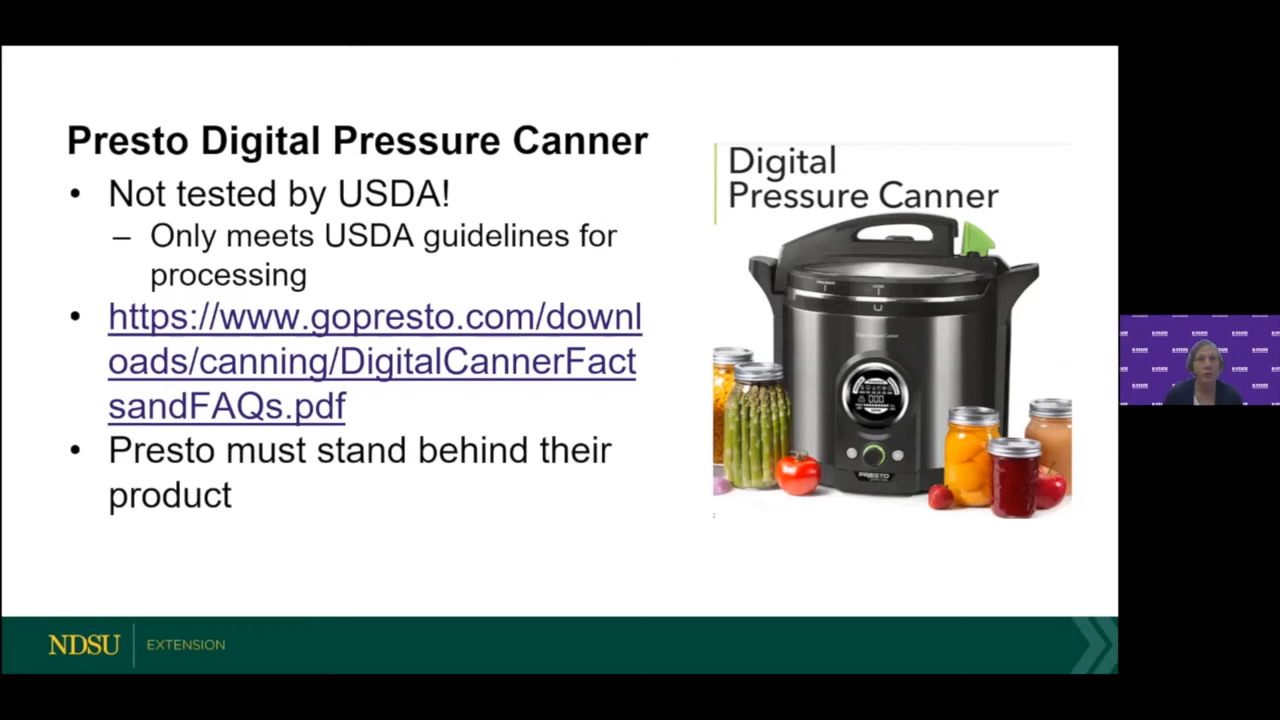 Presto Digital Pressure Canner
• Not tested by USDA!
– Only meets USDA guidelines for
processing
• https://www.gopresto.com/downl
oads/canning/DigitalCannerFact
sandFAQs.pdf
• Presto must stand behind their
product
Digital
Pressure Canner
PRESTO
NDSU
EXTENSION
K-STATE